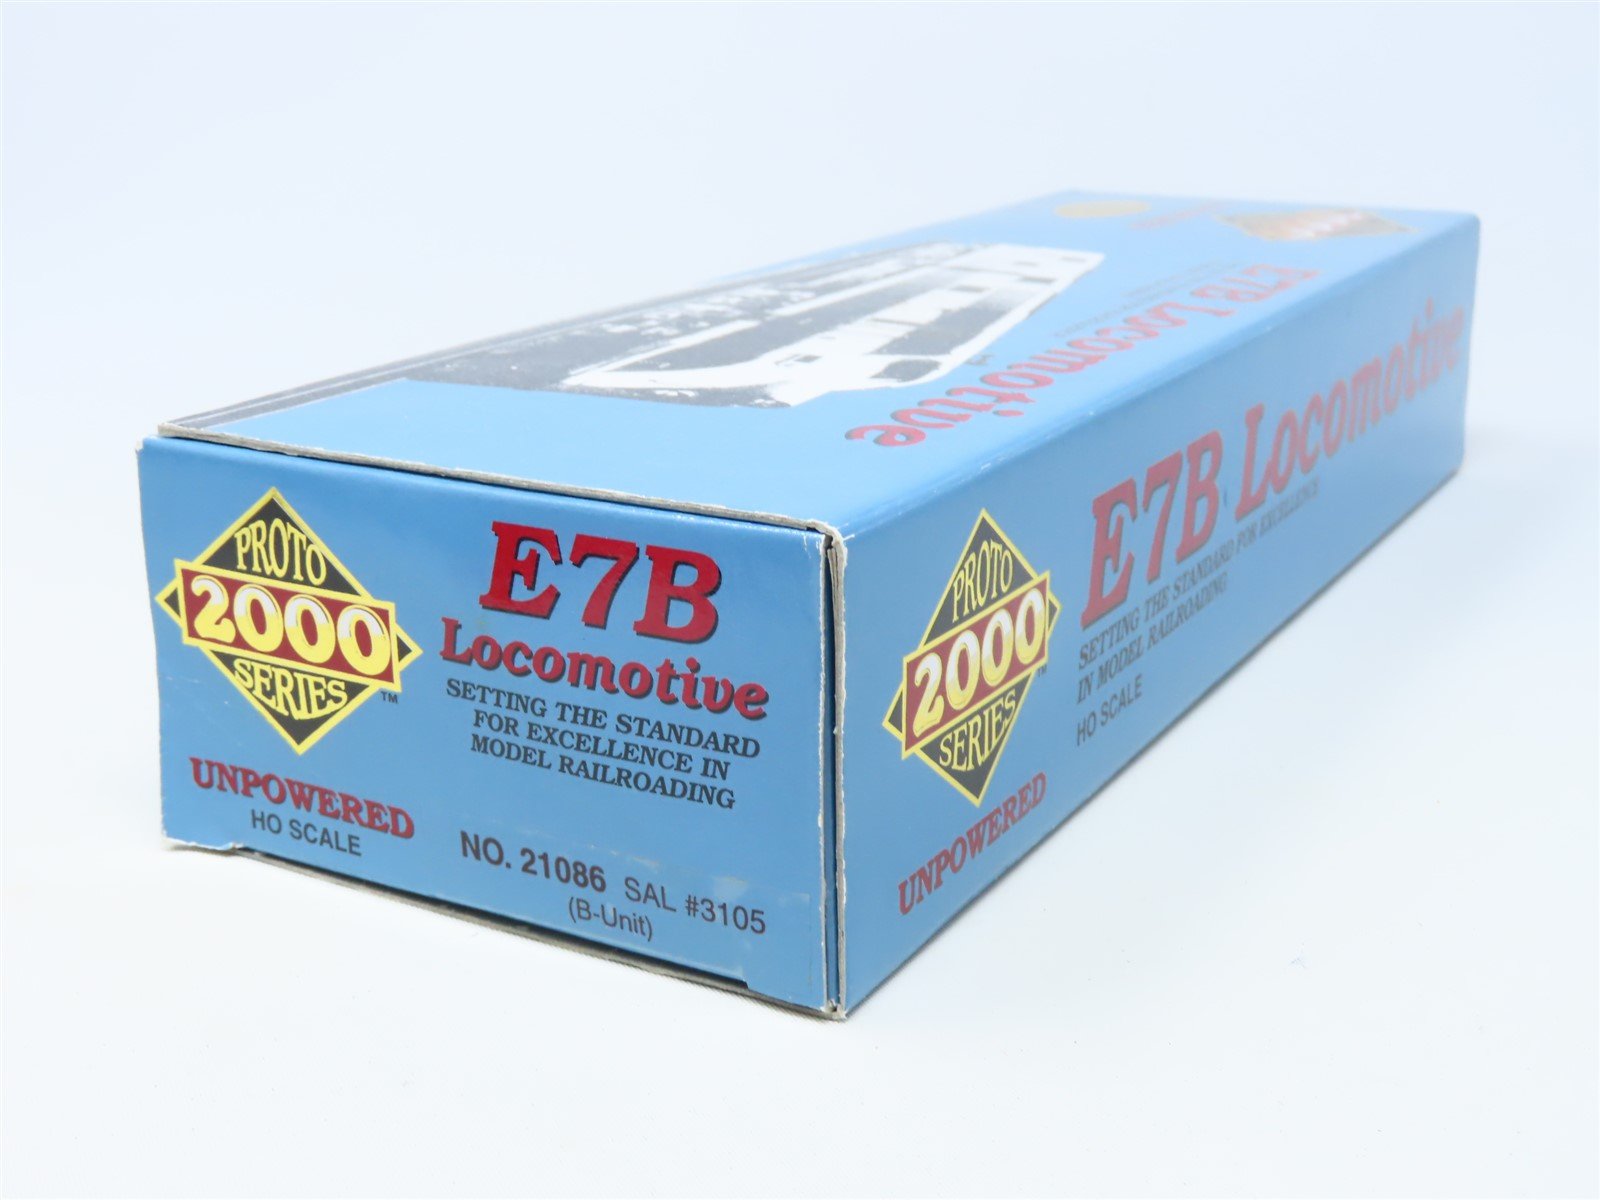 PROTO
2000
SERIES
™
E7B
Locomotive
SETTING THE STANDARD
FOR EXCELLENCE IN
MODEL RAILROADING
UNPOWERED
HO SCALE
NO. 21086 SAL #3105
(B-Unit)
PROTO
2000
SERIES
E7B Locomotive
SETTING THE STANDARD FOR EXCELLENCE
IN MODEL RAILROADING
HO SCALE
UNPOWERED
E7B Locomotive